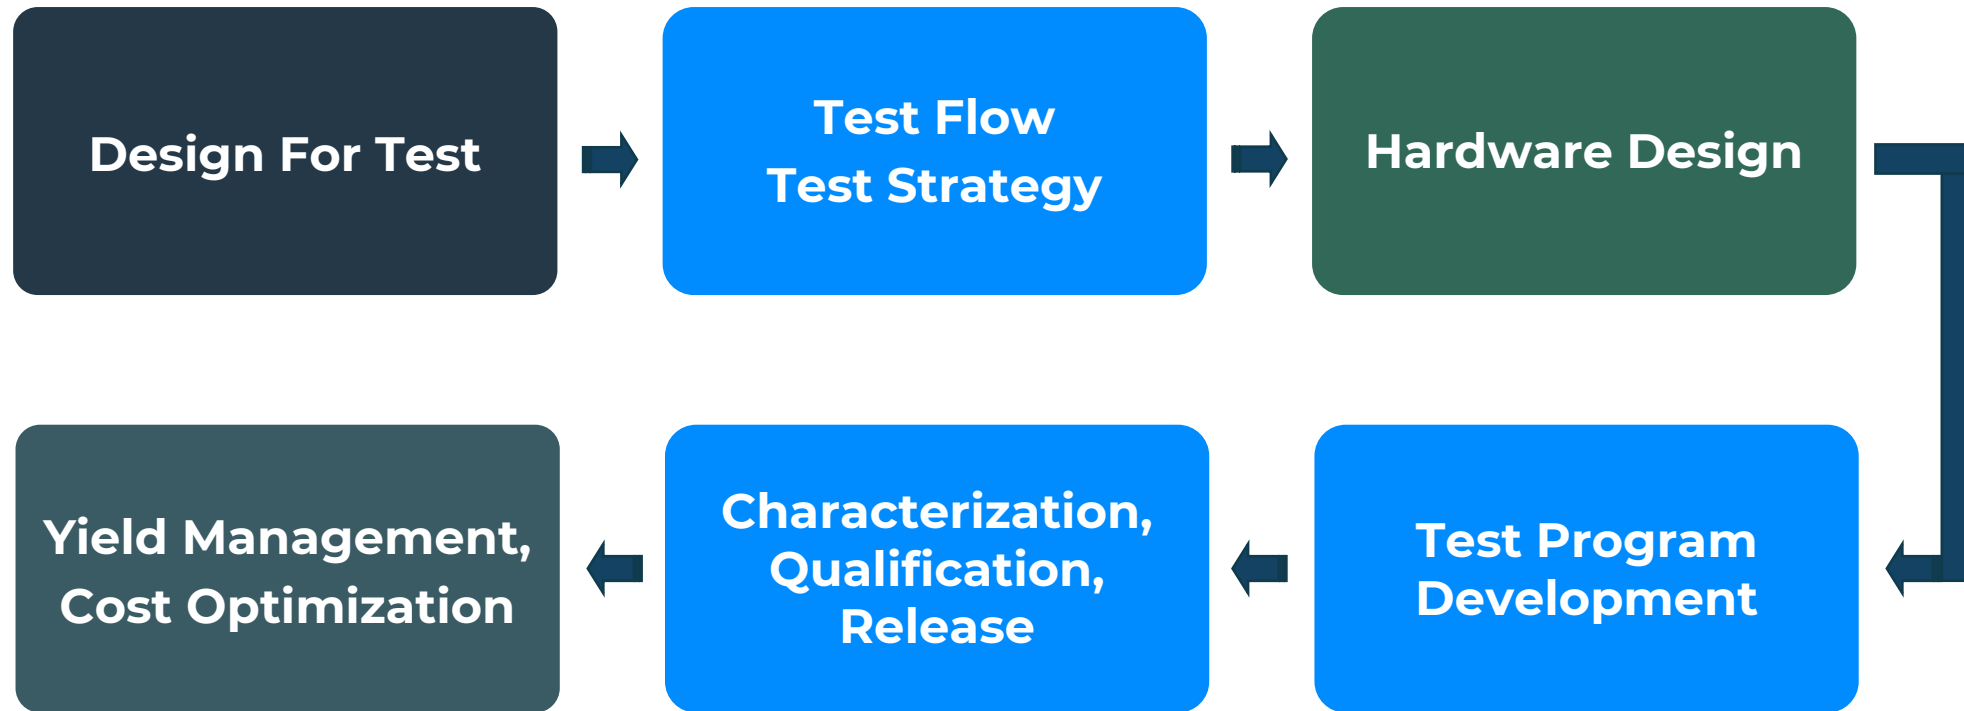 Design For Test
Test Flow
Test Strategy
Hardware Design
Yield Management,
Cost Optimization
Characterization,
Qualification,
Release
Test Program
Development